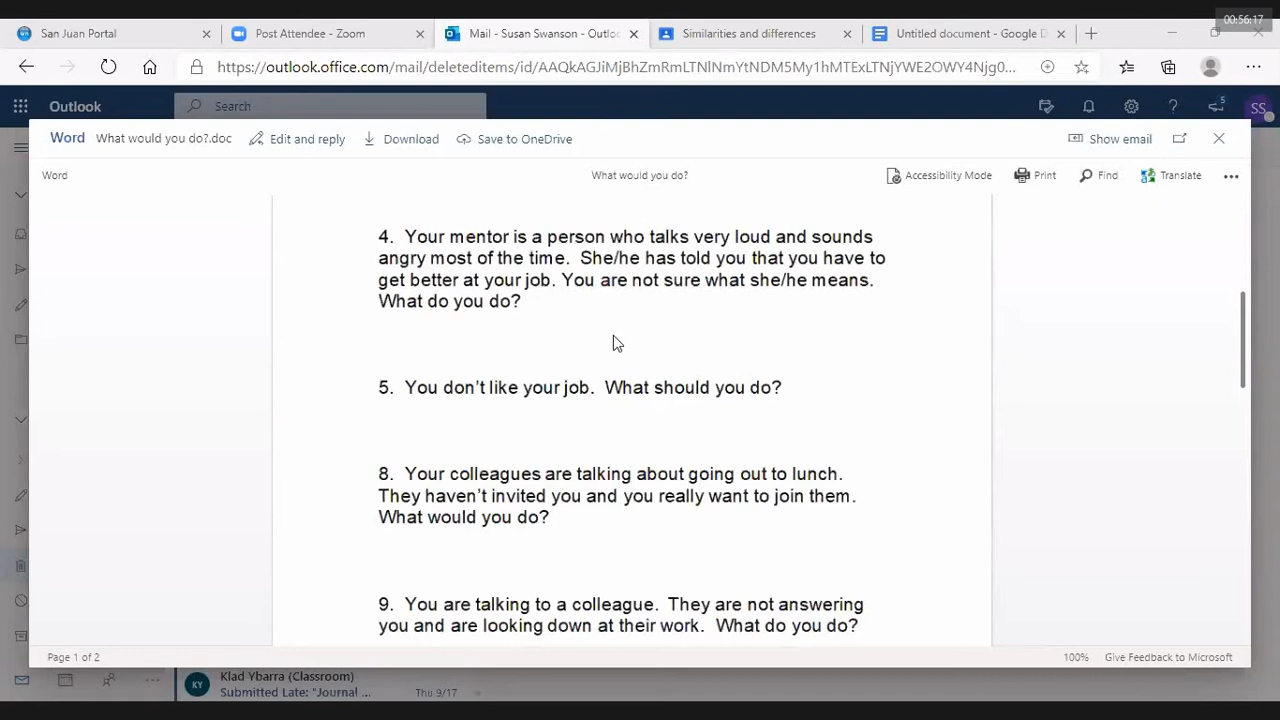 00:56:17
San Juan Portal
Post Attendee - Zoom
Mail - Susan Swanson - Outloo
Similarities and differences
Untitled document - Google D
https://outlook.office.com/mail/deleteditems/id/AAQkAGJiMjBhZmRmLTNlNmYtNDM5My1hMTExLTNjYWE2OWY4Njg0...
Outlook
Search
5
SS
Word
What would you do?.doc
Edit and reply
Download
Save to OneDrive
Show email
Word
What would you do?
Accessibility Mode
Print
Find
Translate
4. Your mentor is a person who talks very loud and sounds
angry most of the time. She/he has told you that you have to
get better at your job. You are not sure what she/he means.
What do you do?
5. You don't like your job. What should you do?
8. Your colleagues are talking about going out to lunch.
They haven't invited you and you really want to join them.
What would you do?
9. You are talking to a colleague. They are not answering
you and are looking down at their work. What do you do?
Page 1 of 2
100%
Give Feedback to Microsoft
KY
Klad Ybarra (Classroom)
Submitted Late: "Journal ...
Thu 9/17